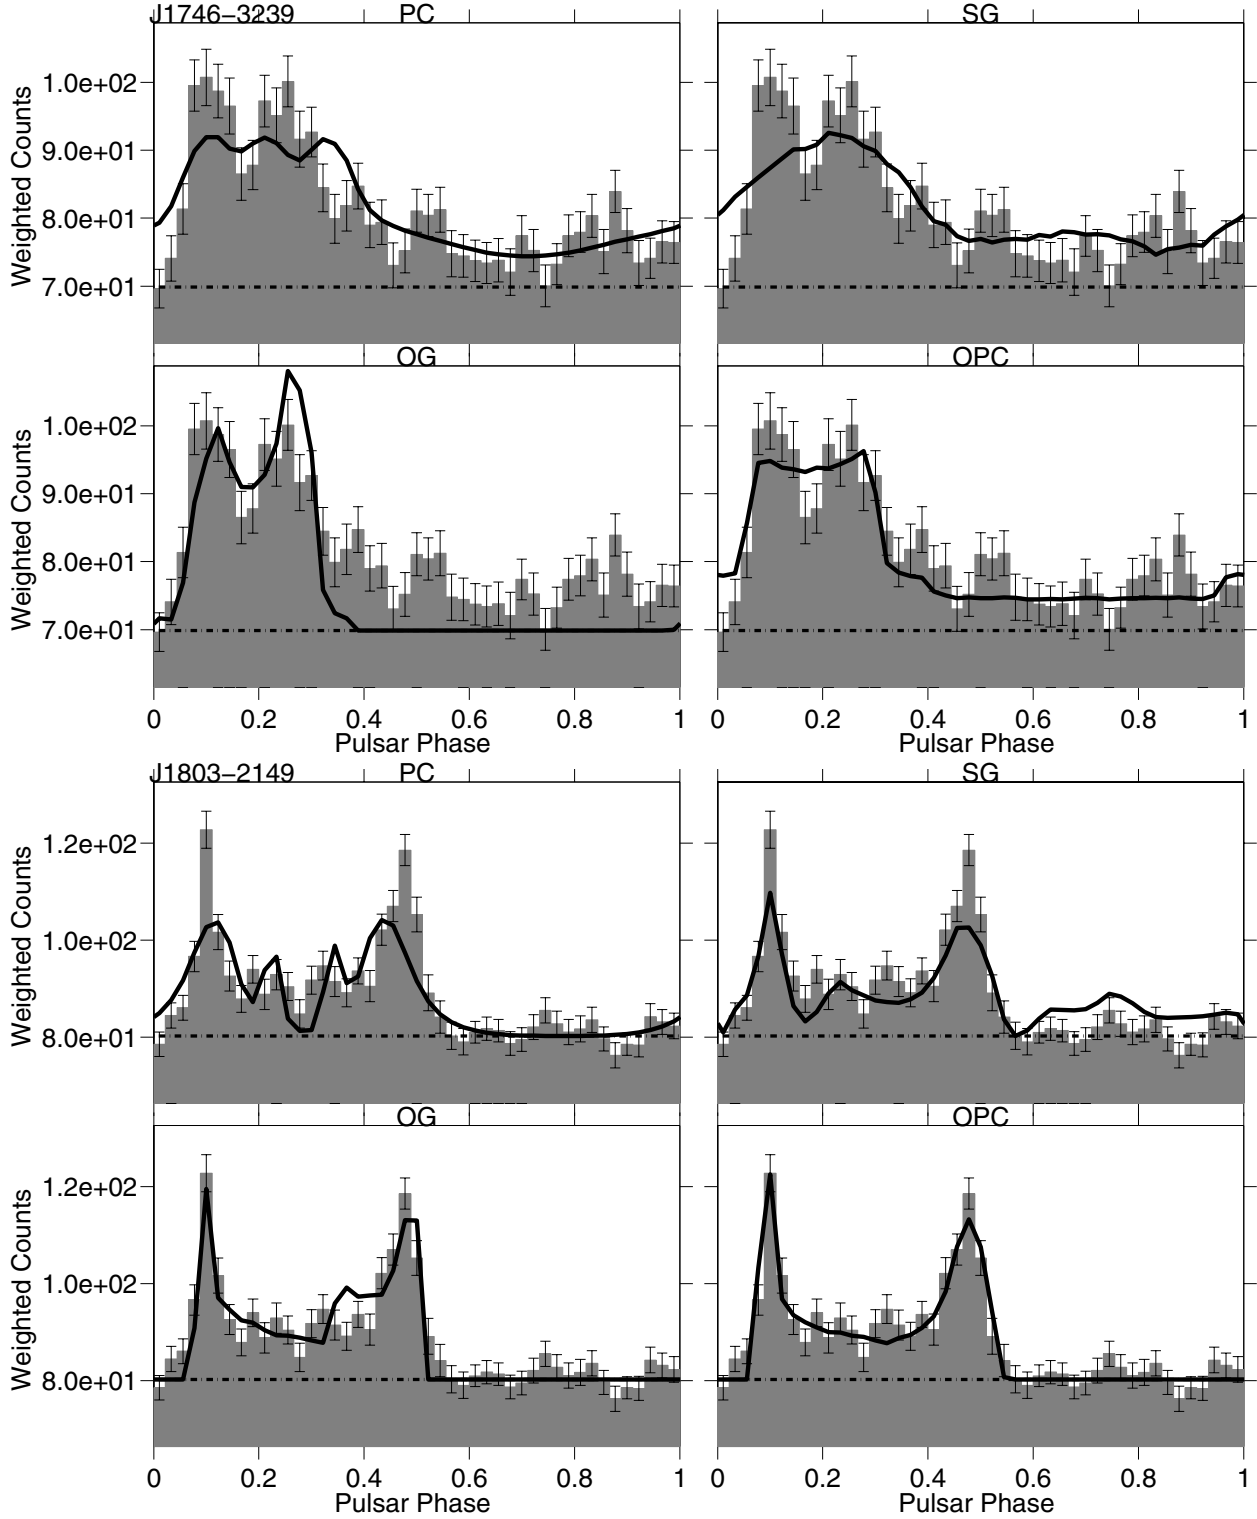 J1746−3239 PC SG
1.0e+02
9.0e+01
8.0e+01
7.0e+01
Weighted Counts
OG OPC
1.0e+02
9.0e+01
8.0e+01
7.0e+01
Weighted Counts
0 0.2 0.4 0.6 0.8 1 0 0.2 0.4 0.6 0.8 1
Pulsar Phase Pulsar Phase
J1803−2149 PC SG
1.2e+02
1.0e+02
8.0e+01
Weighted Counts
OG OPC
1.2e+02
1.0e+02
8.0e+01
Weighted Counts
0 0.2 0.4 0.6 0.8 1 0 0.2 0.4 0.6 0.8 1
Pulsar Phase Pulsar Phase